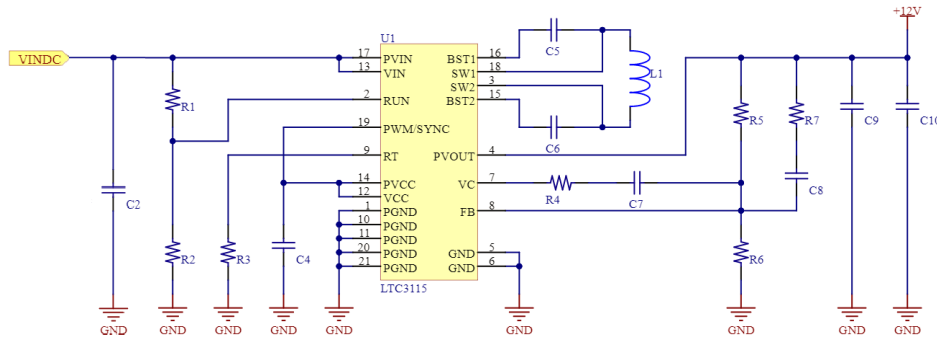 +12V
U1
VINDC
17 PVIN BST1 16
C5
13 VIN SW1 18
L1
SW2 3
2 RUN BST2 15
R1
R5
R7
C9
C10
19 PWM/SYNC
C6
9 RT PVOUT 4
14 PVCC VC 7
C8
12 VCC
R4
C7
C2
1 PGND FB 8
10 PGND
11 PGND
20 PGND GND 5
R2
R3
C4
R6
21 PGND GND 6
LTC3115
GND GND GND GND GND GND GND GND GND